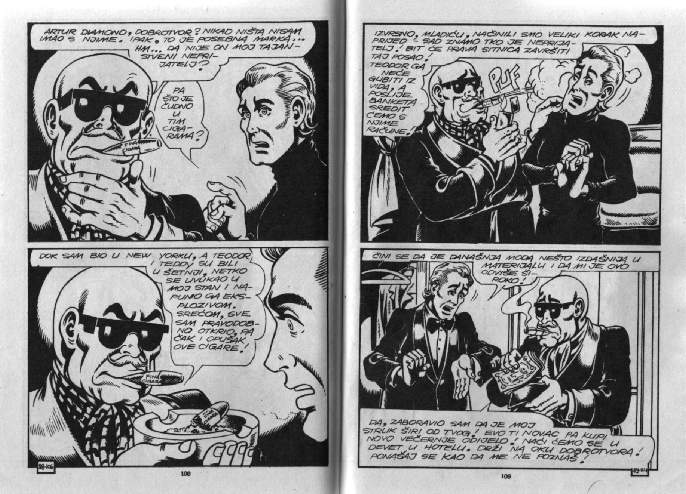 ARTUR DIAMOND, DOBROTVOR? NIKAD NIŠTA NISAM
IMAO S NJIME. IPAK, TO JE POSEBNA MARKA...
HM... DA NIJE ON MOJ TAJAN-
STVENI NEPRI-
JATELJ?
PA
ŠTO JE
ČUDNO
U
TIM
CIGA-
RAMA?
DOK SAM BIO U NEW YORKU, A TEODOR
I TEDDY SU BILI
U ŠETNJI, NETKO
SE UVUKAO U
MOJ STAN I NA-
PUNIO GA EKS-
PLOZIVOM.
SREĆOM, SVE
SAM PRAVODOB-
NO OTKRIO, PA
ČAK I OPUŠAK
OVE CIGARE!
108
IZVRSNO, MLADIĆU, NAČINILI SMO VELIKI KORAK NA-
PRIJED - SAD ZNAMO TKO JE NEPRIJA-
TELJ! BIT ĆE PRAVA SITNICA ZAVRŠITI
TAJ POSAO!
TEODOR GA
NEĆE
GUBITI IZ
VIDA, A
POSLIJE
BANKETA
SREDIT
ĆEMO S
NJIME
RAČUNE!
PUF
ČINI SE DA JE DANAŠNJA MODA NEŠTO IZDAŠNIJA U
MATERIJALU I DA MI JE OVO
ODVIŠE ŠI-
ROKO!
DA, ZABORAVIO SAM DA JE MOJ
STRUK ŠIRI OD TVOG! EVO TI NOVAC PA KUPI
NOVO VEČERNJE ODIJELO! NAĆI ĆEMO SE U
DEVET U HOTELU. DRŽI NA OKU DOBROTVORA!
PONAŠAJ SE KAO DA ME NE POZNAŠ!
109